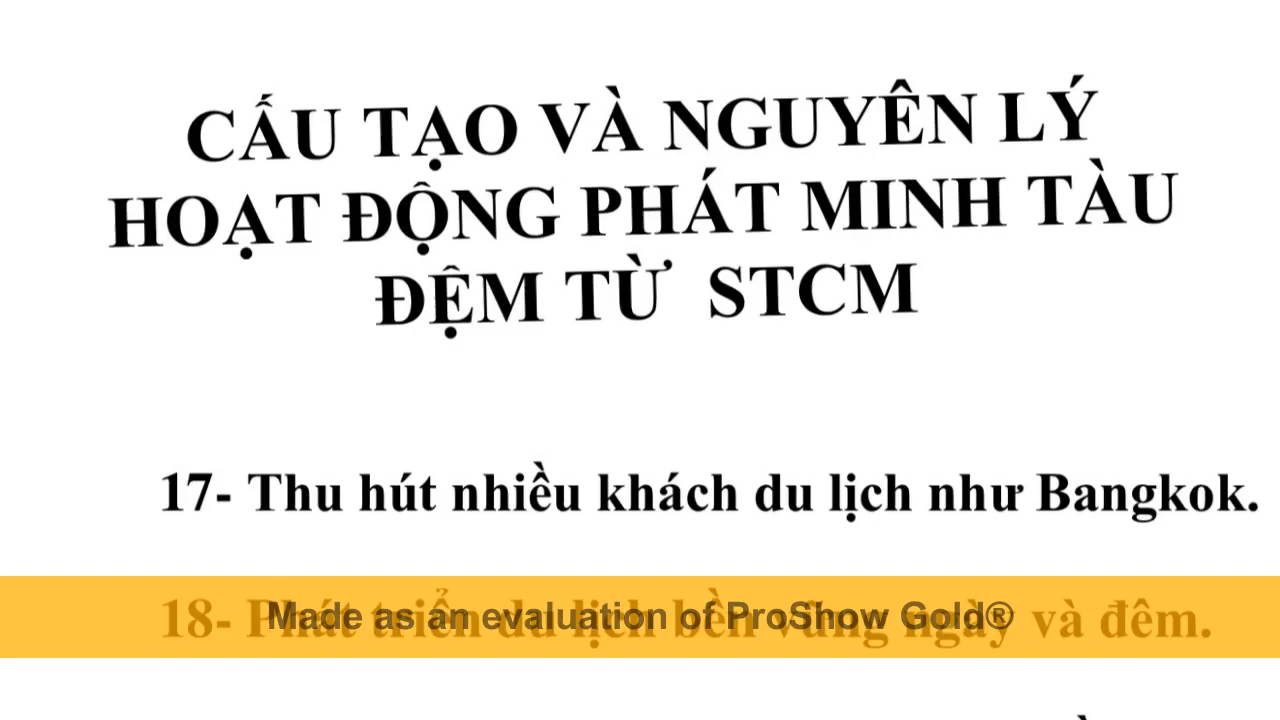 CẤU TẠO VÀ NGUYÊN LÝ
HOẠT ĐỘNG PHÁT MINH TÀU
ĐỆM TỪ STCM
17- Thu hút nhiều khách du lịch như Bangkok.
18- Phát triển du lịch bền vững ngày và đêm.
Made as an evaluation of ProShow Gold®